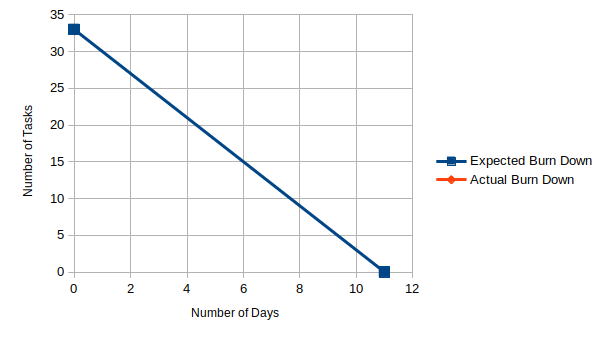 35
30
25
20
15
10
5
0
0 2 4 6 8 10 12
Number of Tasks
Number of Days
Expected Burn Down
Actual Burn Down